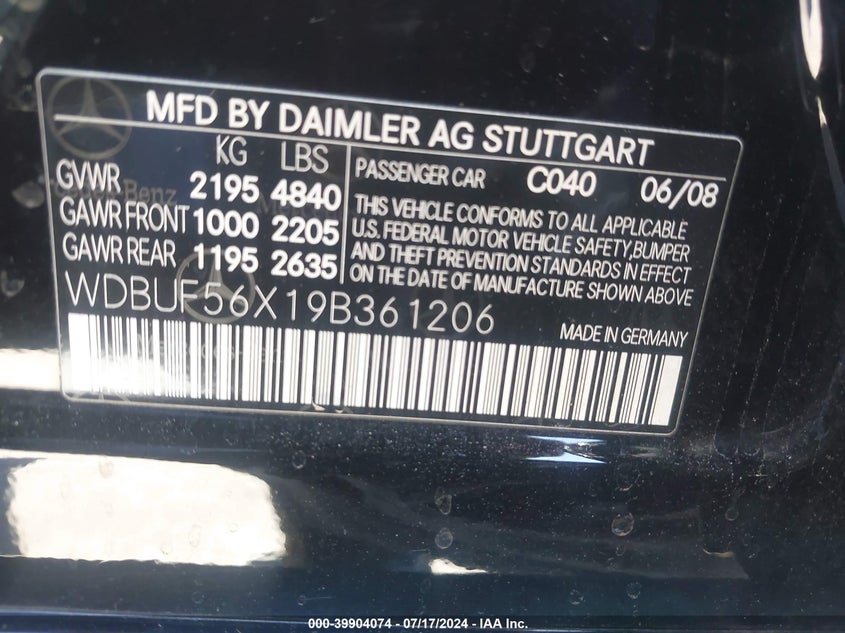 MFD BY DAIMLER AG STUTTGART
KG LBS
GVWR 2195 4840
GAWR FRONT 1000 2205
GAWR REAR 1195 2635
PASSENGER CAR C040 06/08
THIS VEHICLE CONFORMS TO ALL APPLICABLE
U.S. FEDERAL MOTOR VEHICLE SAFETY,BUMPER
AND THEFT PREVENTION STANDARDS IN EFFECT
ON THE DATE OF MANUFACTURE SHOWN ABOVE
WDBUF56X19B361206
MADE IN GERMANY
000-39904074 / 07/17/2024 - IAA Inc.